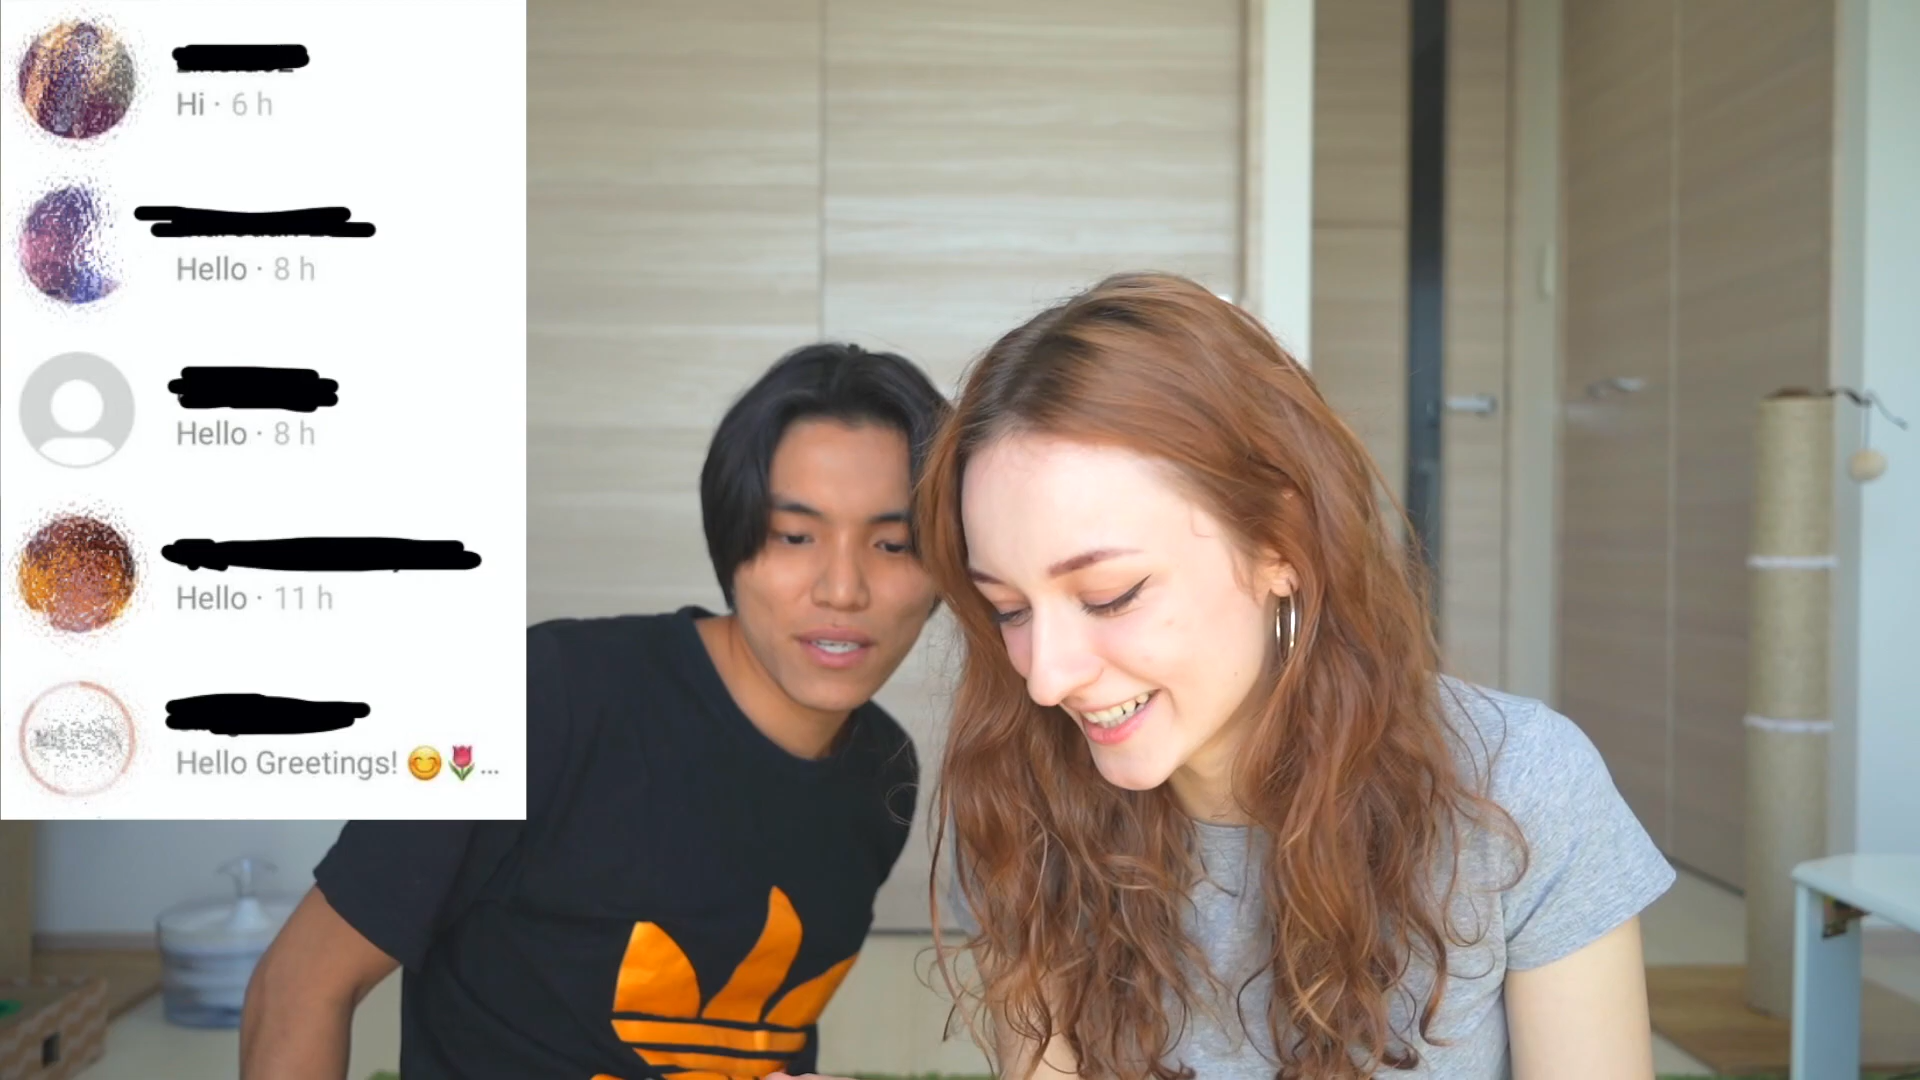 Hi · 6 h
Hello · 8 h
Hello · 8 h
Hello · 11 h
Hello Greetings! 😊🌷...